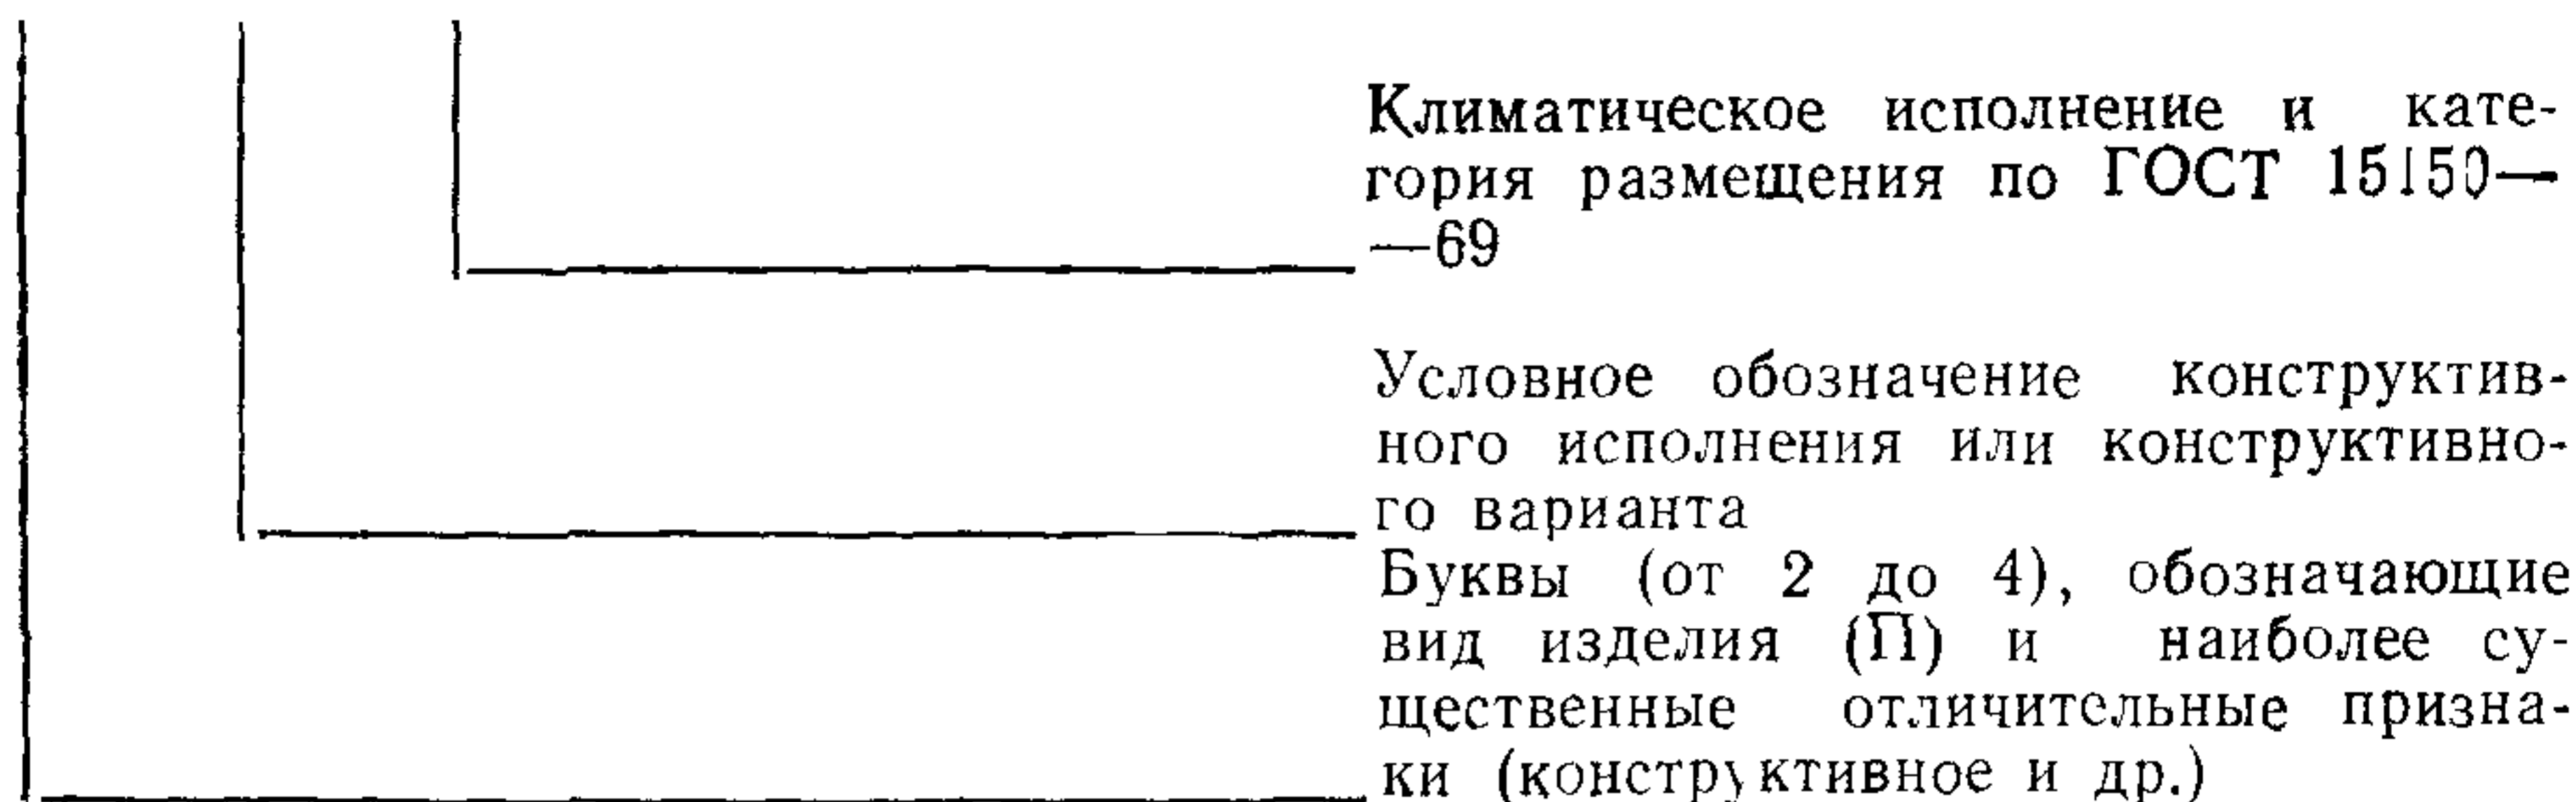 Климатическое исполнение и кате-
гория размещения по ГОСТ 15150—
—69
Условное обозначение конструктив-
ного исполнения или конструктивно-
го варианта
Буквы (от 2 до 4), обозначающие
вид изделия (П) и наиболее су-
щественные отличительные призна-
ки (конструктивное и др.)